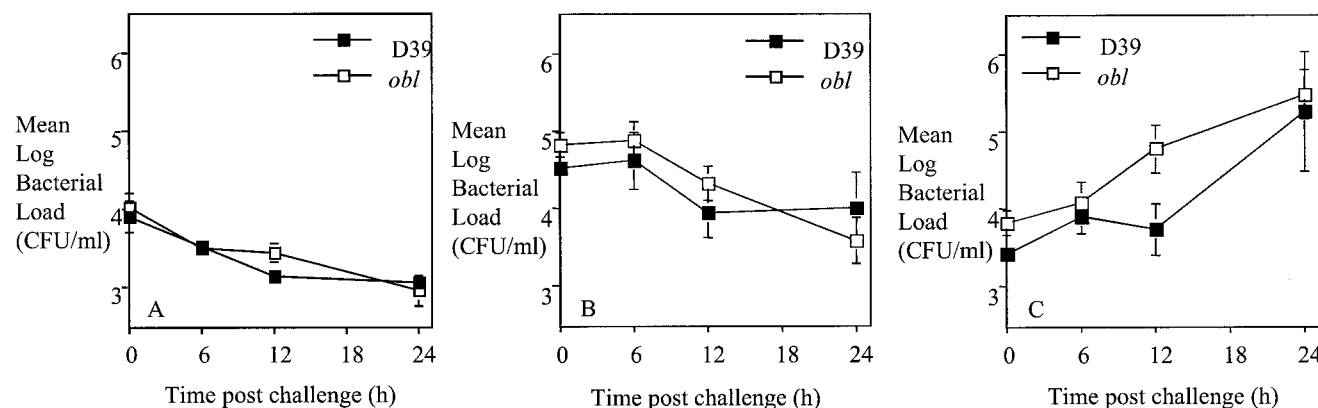 D39
obl
6
5
4
3
Mean
Log
Bacterial
Load
(CFU/ml)
A
0 6 12 18 24
Time post challenge (h)
D39
obl
6
5
4
3
Mean
Log
Bacterial
Load
(CFU/ml)
B
0 6 12 18 24
Time post challenge (h)
D39
obl
6
5
4
3
Mean
Log
Bacterial
Load
(CFU/ml)
C
0 6 12 18 24
Time post challenge (h)